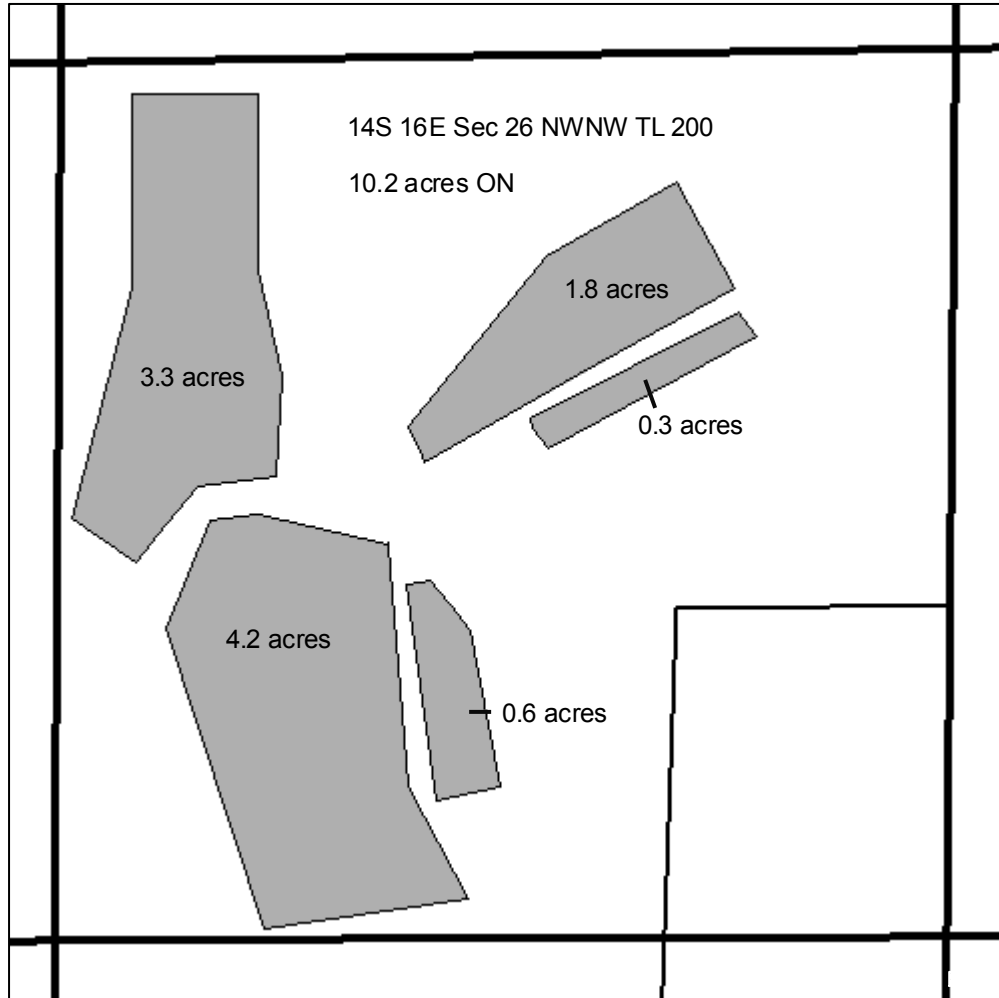 14S 16E Sec 26 NWNW TL 200
10.2 acres ON
1.8 acres
3.3 acres
0.3 acres
4.2 acres
0.6 acres